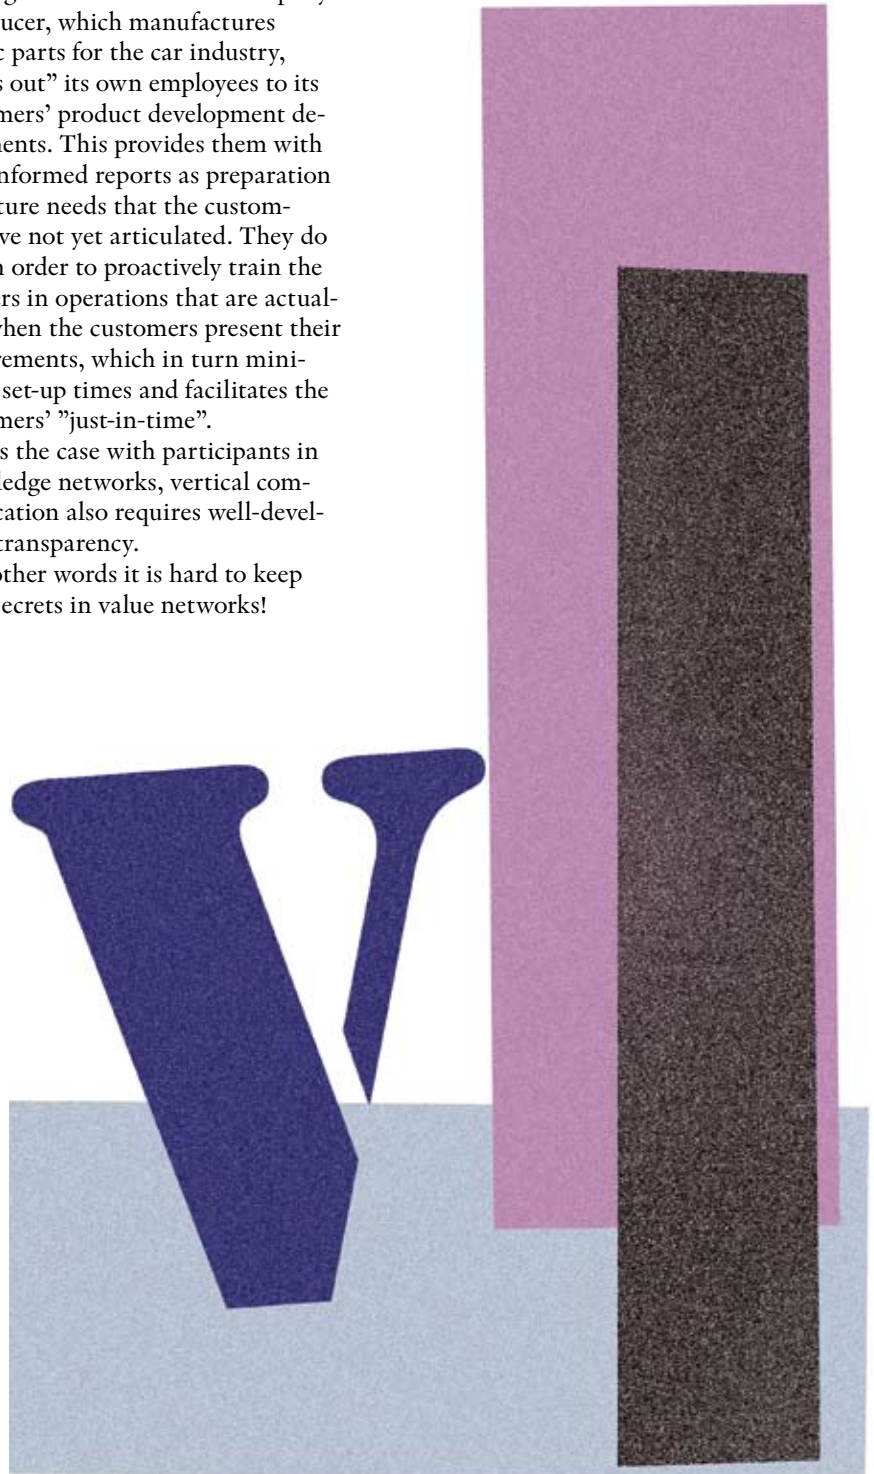 ucer, which manufactures
parts for the car industry,
out” its own employees to its
mers’ product development de-
ents. This provides them with
nformed reports as preparation
ture needs that the custom-
ve not yet articulated. They do
order to proactively train the
rs in operations that are actual-
when the customers present their
rements, which in turn mini-
set-up times and facilitates the
mers’ ”just-in-time”.
s the case with participants in
ledge networks, vertical com-
cation also requires well-devel-
transparency.
other words it is hard to keep
ecrets in value networks!
V